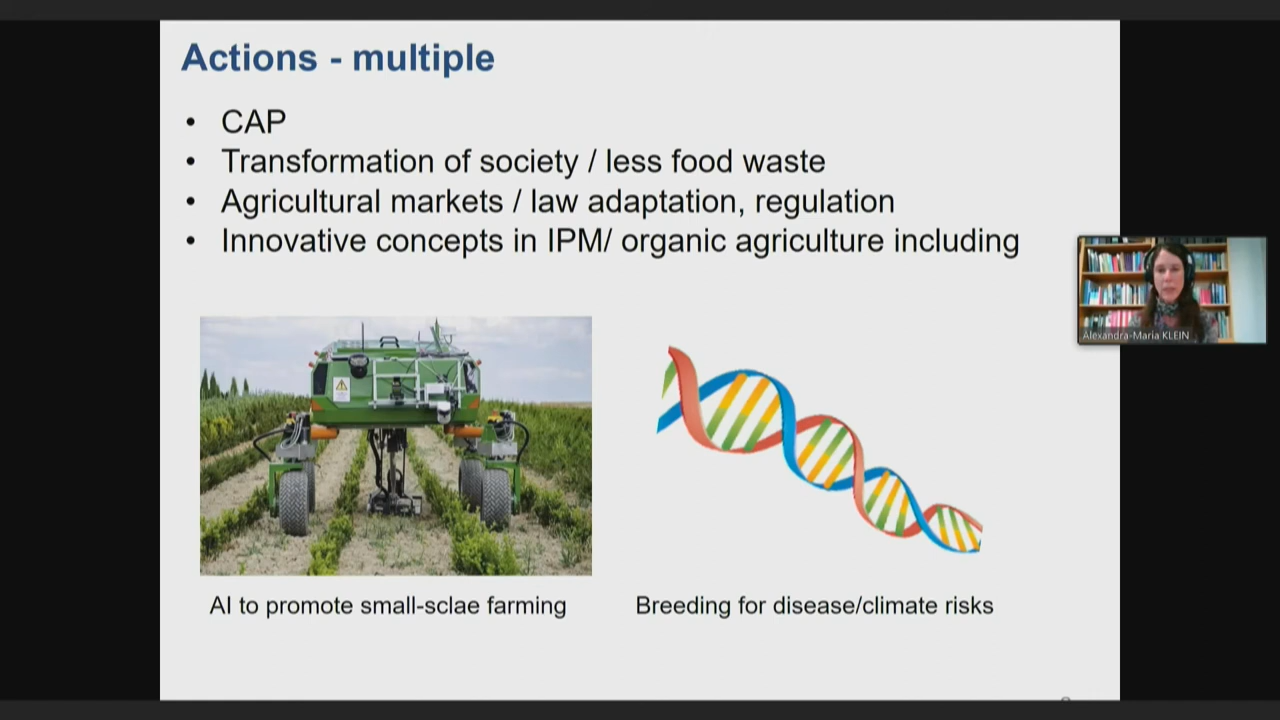 Actions - multiple
• CAP
• Transformation of society / less food waste
• Agricultural markets / law adaptation, regulation
• Innovative concepts in IPM/ organic agriculture including
Alexandra-Maria KLEIN
AI to promote small-sclae farming
Breeding for disease/climate risks